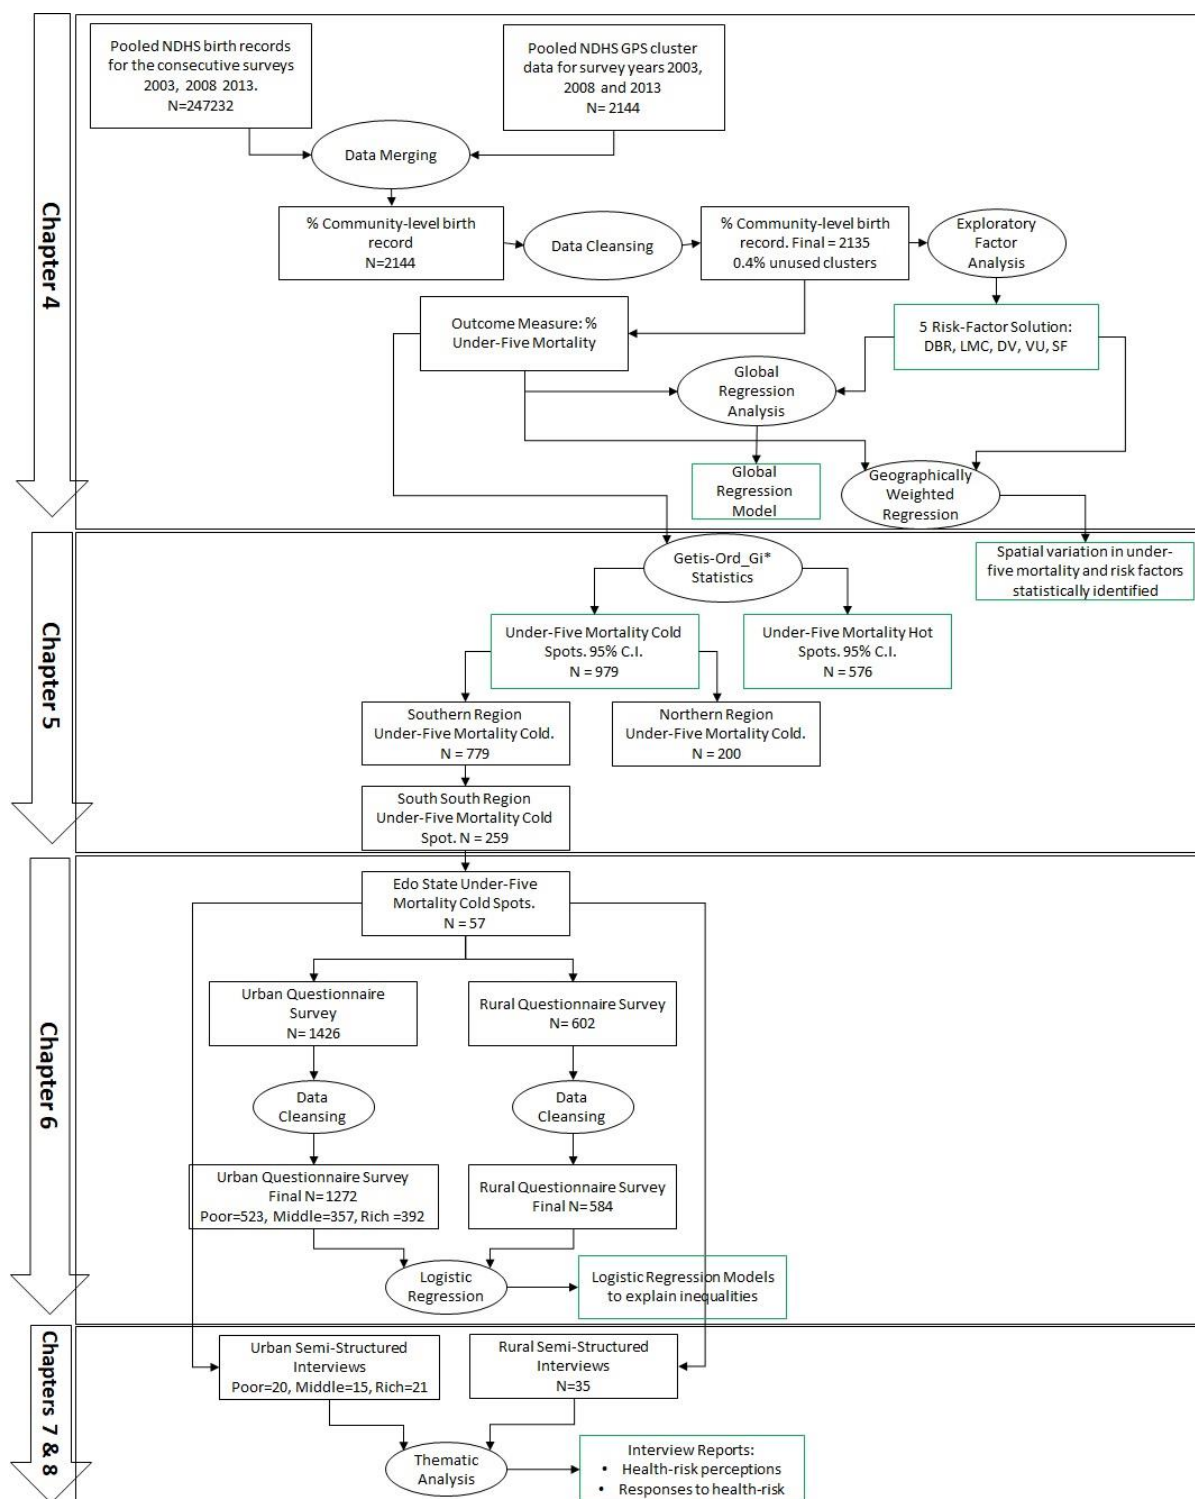 Chapter 4
Pooled NDHS birth records
for the consecutive surveys
2003, 2008 2013.
N=247232
Pooled NDHS GPS cluster
data for survey years 2003,
2008 and 2013
N= 2144
Data Merging
% Community-level birth
record
N=2144
Data Cleansing
% Community-level birth
record. Final = 2135
0.4% unused clusters
Exploratory
Factor
Analysis
Outcome Measure: %
Under-Five Mortality
5 Risk-Factor Solution:
DBR, LMC, DV, VU, SF
Global
Regression
Analysis
Global
Regression
Model
Geographically
Weighted
Regression
Chapter 5
Getis-Ord_Gi*
Statistics
Spatial variation in under-
five mortality and risk factors
statistically identified
Under-Five Mortality Cold
Spots. 95% C.I.
N = 979
Under-Five Mortality Hot
Spots. 95% C.I.
N = 576
Southern Region
Under-Five Mortality Cold.
N = 779
Northern Region
Under-Five Mortality Cold.
N = 200
South South Region
Under-Five Mortality Cold
Spot. N = 259
Chapter 6
Edo State Under-Five
Mortality Cold Spots.
N = 57
Urban Questionnaire
Survey
N= 1426
Rural Questionnaire Survey
N= 602
Data
Cleansing
Data
Cleansing
Urban Questionnaire Survey
Final N=1272
Poor=523, Middle=357, Rich =392
Rural Questionnaire Survey
Final N=584
Logistic
Regression
Logistic Regression Models
to explain inequalities
Chapters 7 & 8
Urban Semi-Structured
Interviews
Poor=20, Middle=15, Rich=21
Rural Semi-Structured
Interviews
N=35
Thematic
Analysis
Interview Reports:
• Health-risk perceptions
• Responses to health-risk